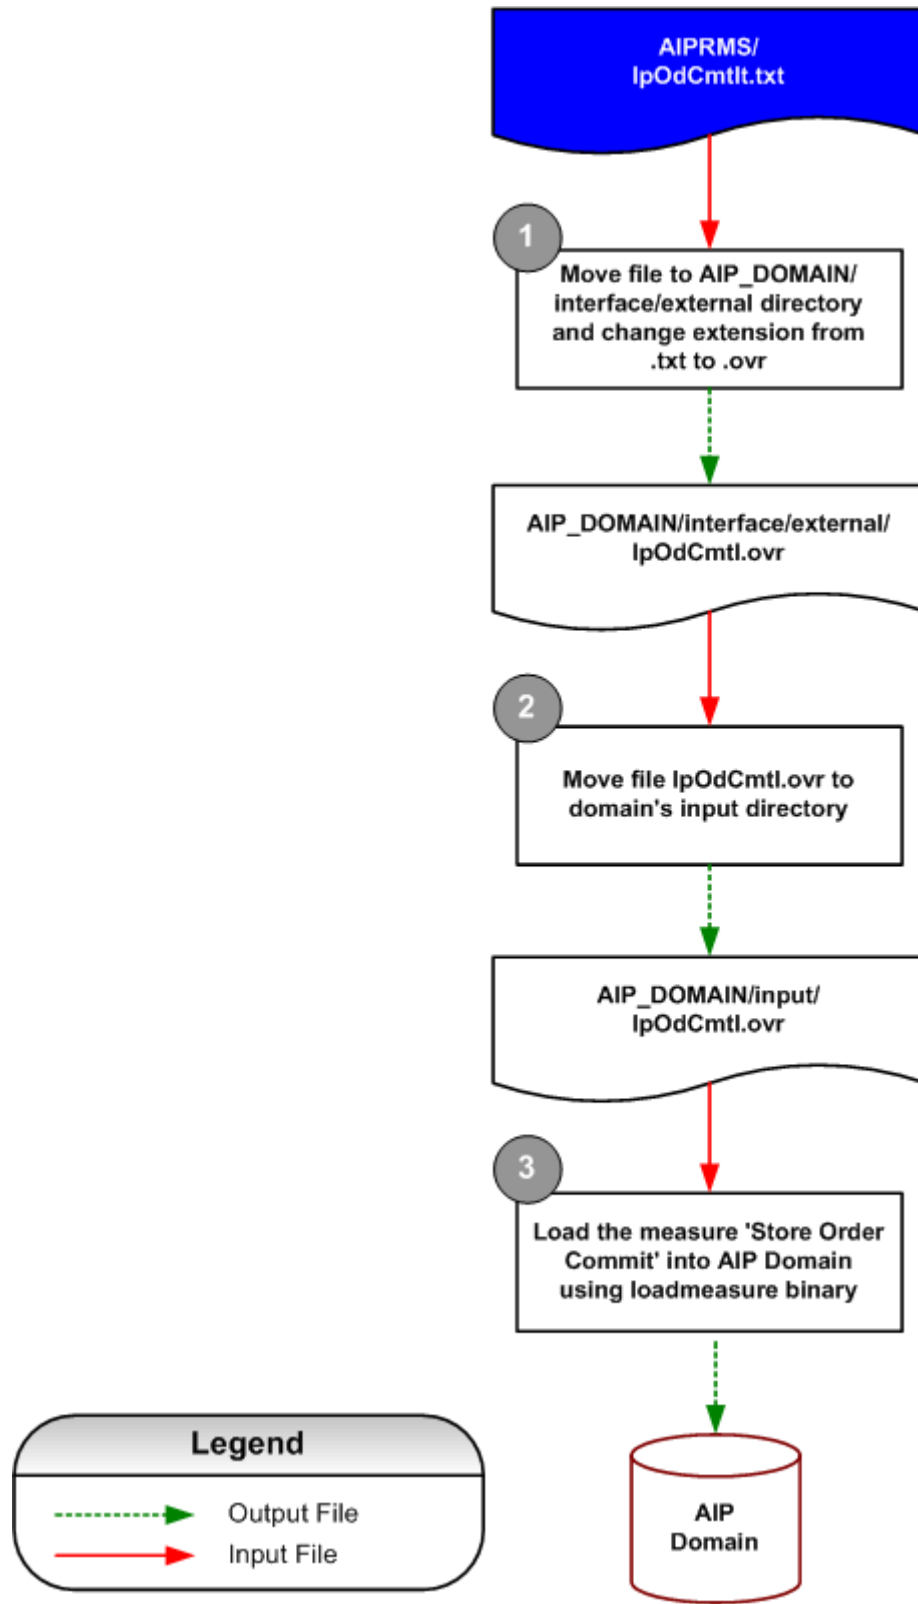 AIPRMS/
IpOdCmtlt.txt
1
Move file to AIP_DOMAIN/
interface/external directory
and change extension from
.txt to .ovr
AIP_DOMAIN/interface/external/
IpOdCmtl.ovr
2
Move file IpOdCmtl.ovr to
domain's input directory
AIP_DOMAIN/input/
IpOdCmtl.ovr
3
Load the measure 'Store Order
Commit' into AIP Domain
using loadmeasure binary
Legend
Output File
Input File
AIP
Domain